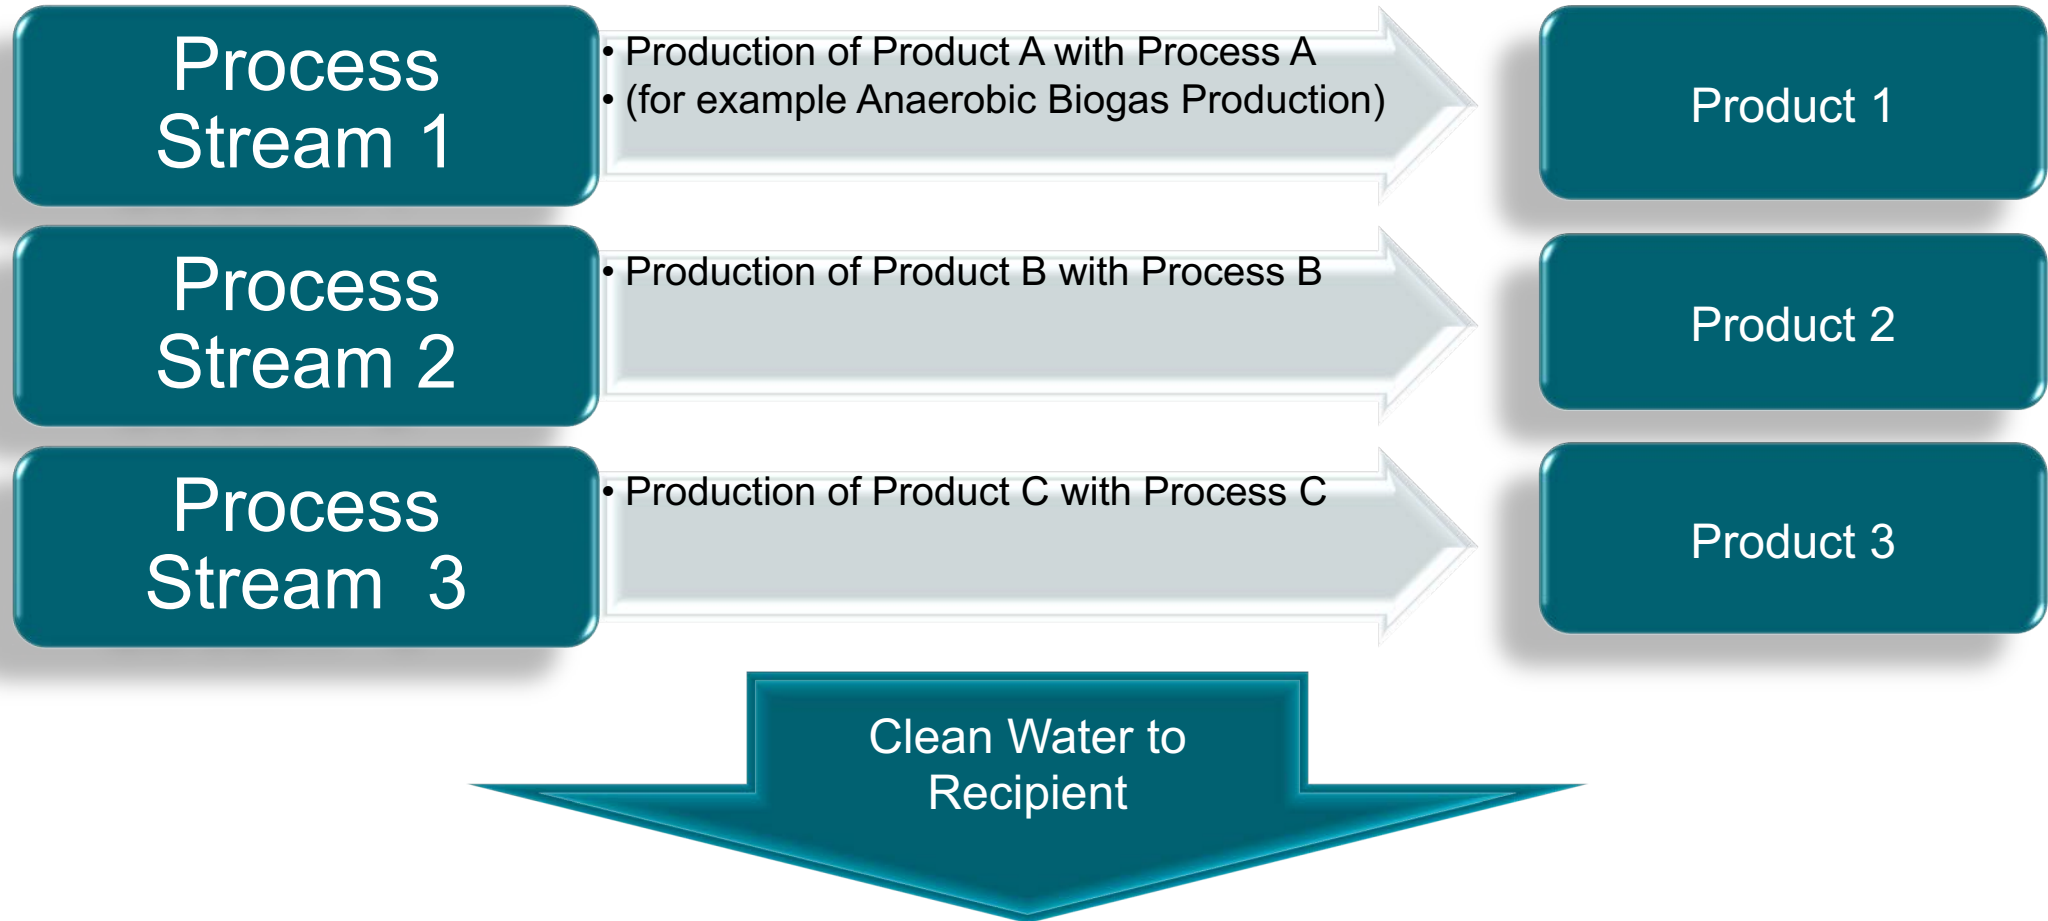 Process
Stream 1
• Production of Product A with Process A
• (for example Anaerobic Biogas Production)
Product 1
Process
Stream 2
• Production of Product B with Process B
Product 2
Process
Stream  3
• Production of Product C with Process C
Product 3
Clean Water to
Recipient